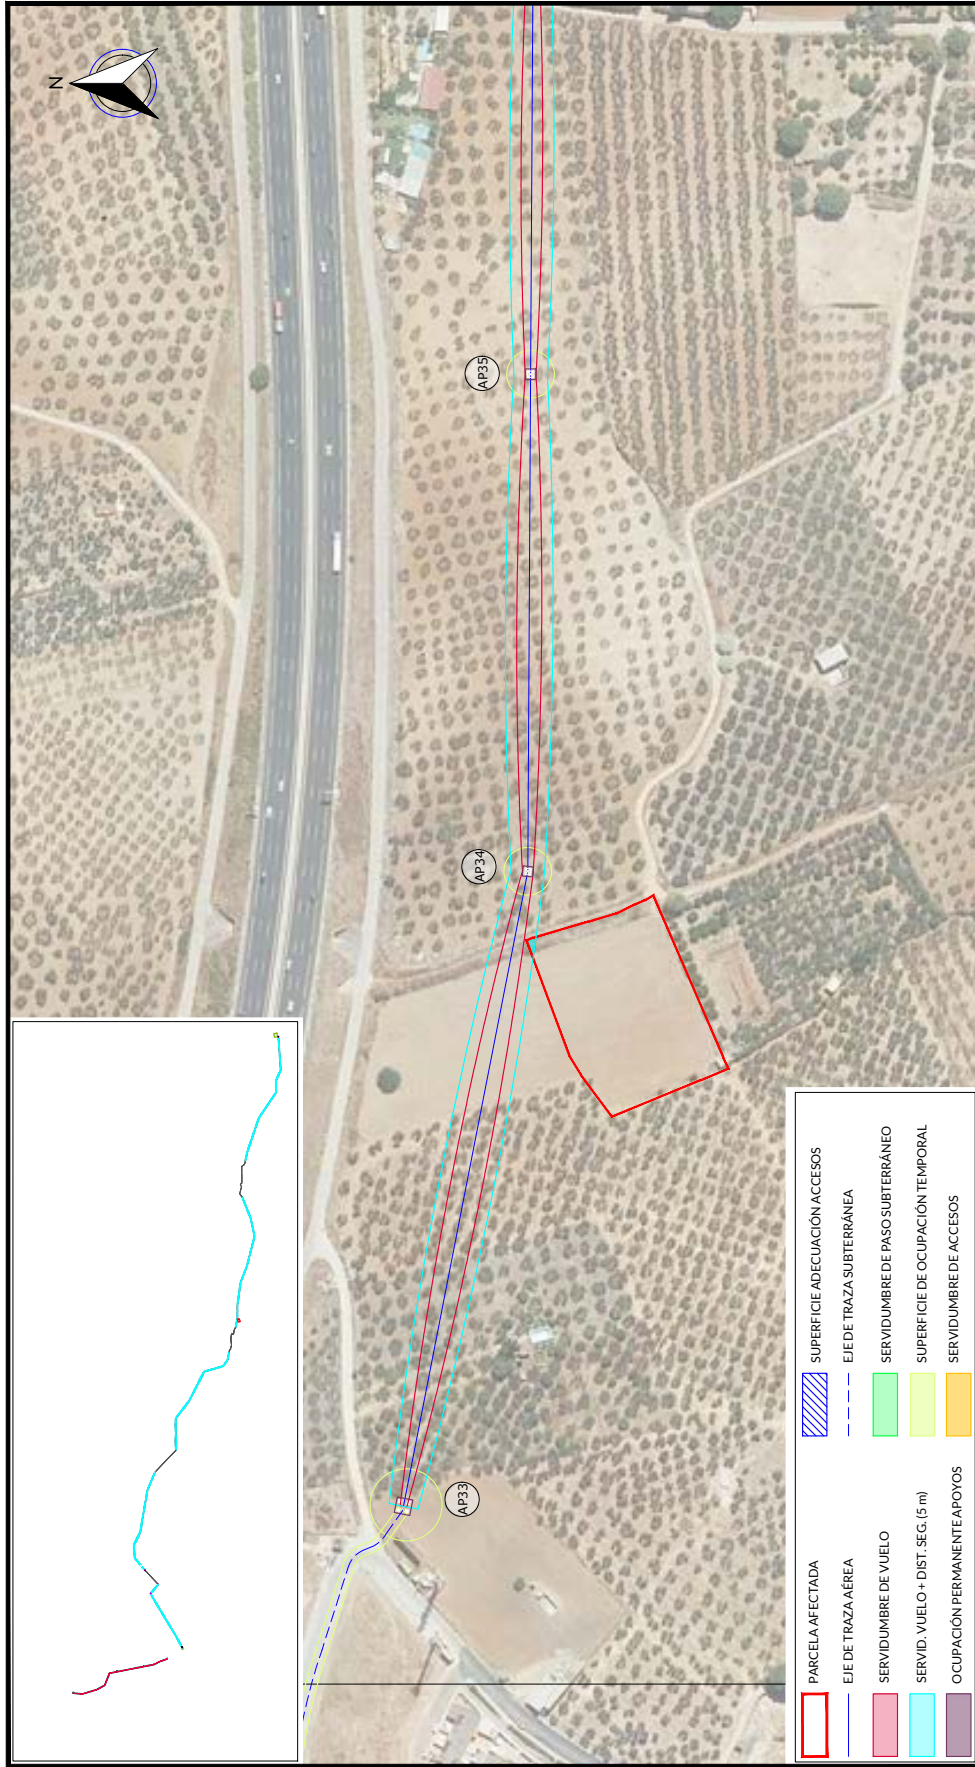 N
AP35
AP34
AP33
PARCELA AFECTADA
EJE DE TRAZA AÉREA
SERVIDUMBRE DE VUELO
SERVID. VUELO + DIST. SEG. (5 m)
OCUPACIÓN PERMANENTE APOYOS
SUPERFICIE ADECUACIÓN ACCESOS
EJE DE TRAZA SUBTERRÁNEA
SERVIDUMBRE DE PASO SUBTERRÁNEO
SUPERFICIE DE OCUPACIÓN TEMPORAL
SERVIDUMBRE DE ACCESOS